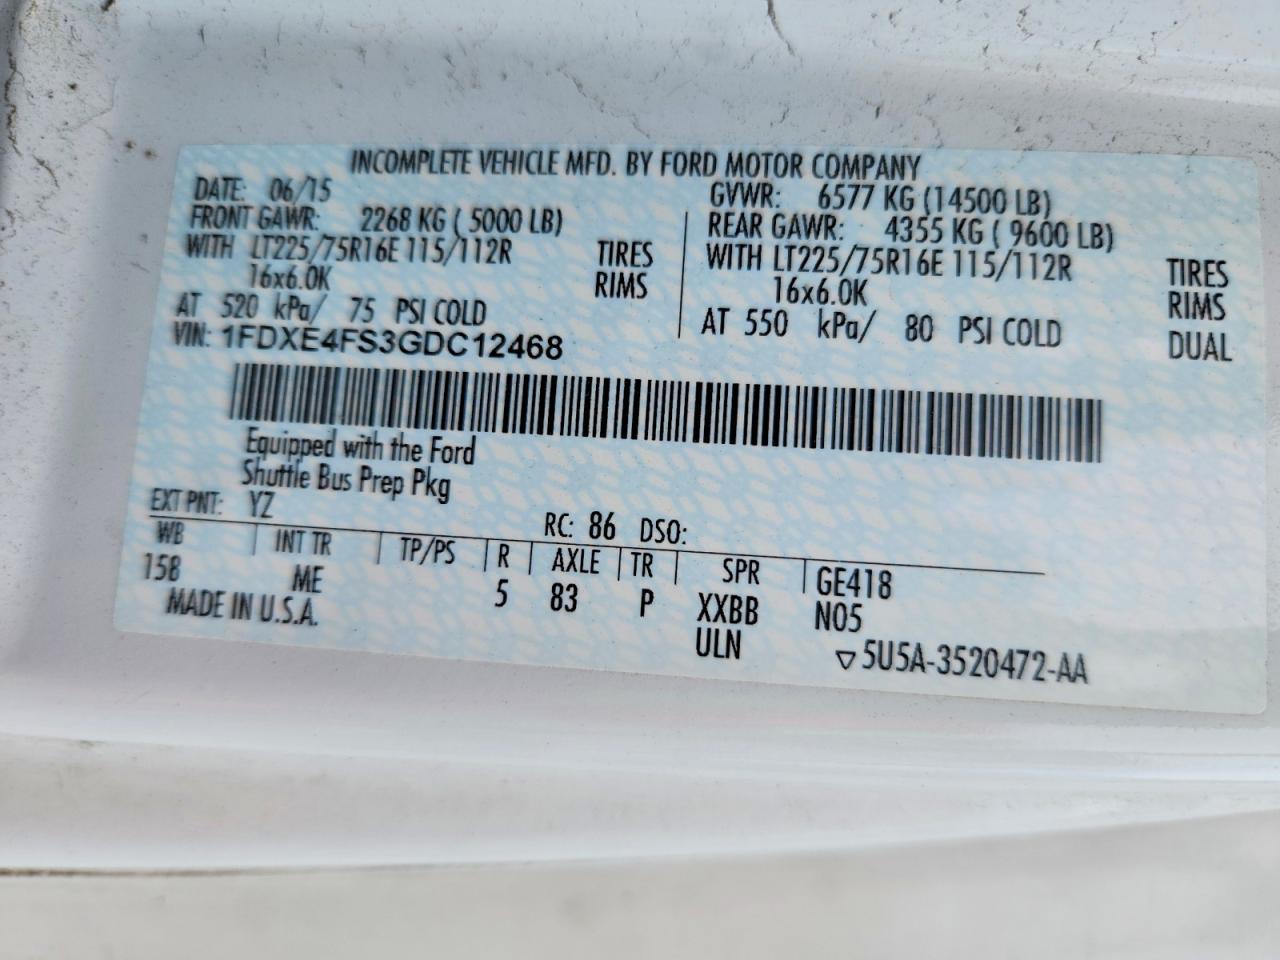 INCOMPLETE VEHICLE MFD. BY FORD MOTOR COMPANY
DATE: 06/15
FRONT GAWR: 2268 KG ( 5000 LB)
WITH LT225/75R16E 115/112R TIRES
16x6.0K RIMS
AT 520 kPa/ 75 PSI COLD
GVWR: 6577 KG (14500 LB)
REAR GAWR: 4355 KG ( 9600 LB)
WITH LT225/75R16E 115/112R TIRES
16x6.0K RIMS
AT 550 kPa/ 80 PSI COLD DUAL
VIN: 1FDXE4FS3GDC12468
Equipped with the Ford
Shuttle Bus Prep Pkg
EXT PNT: YZ RC: 86 DSO:
WB INT TR TP/PS R AXLE TR SPR GE418
158 ME 5 83 P XXBB N05
MADE IN U.S.A. ULN ▽5U5A-3520472-AA